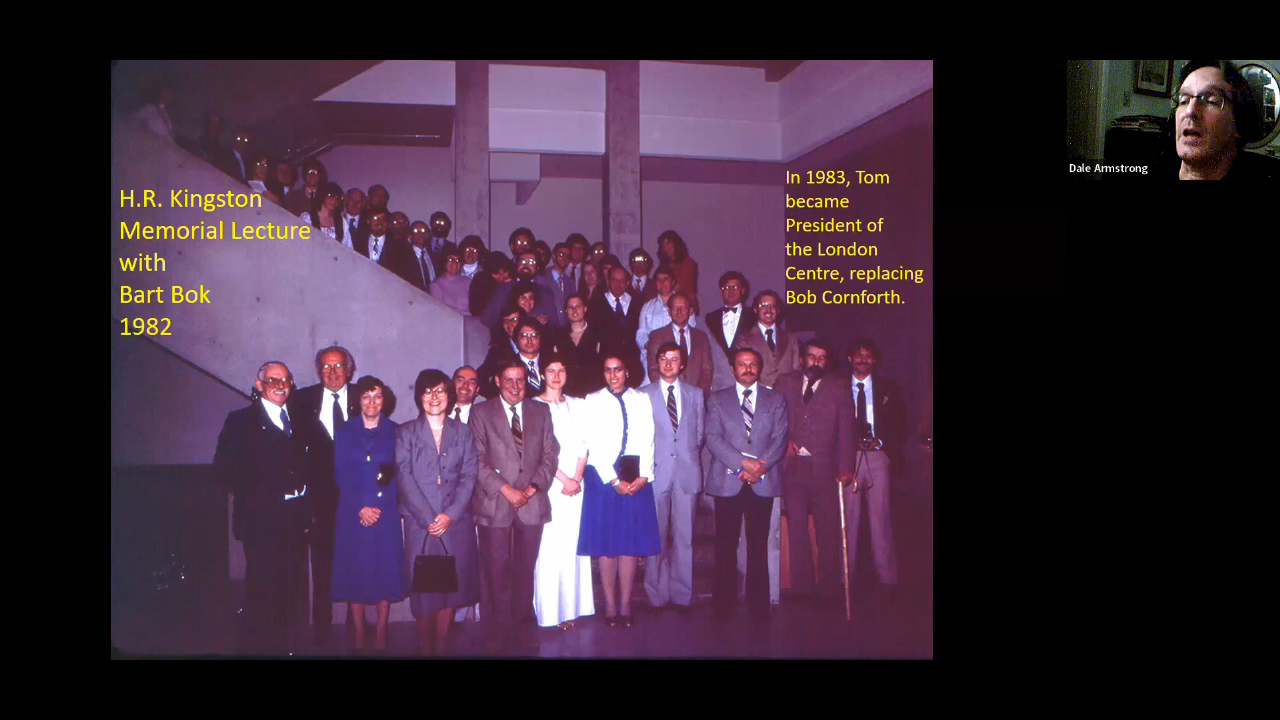 H.R. Kingston
Memorial Lecture
with
Bart Bok
1982
In 1983, Tom
became
President of
the London
Centre, replacing
Bob Cornforth.
Dale Armstrong